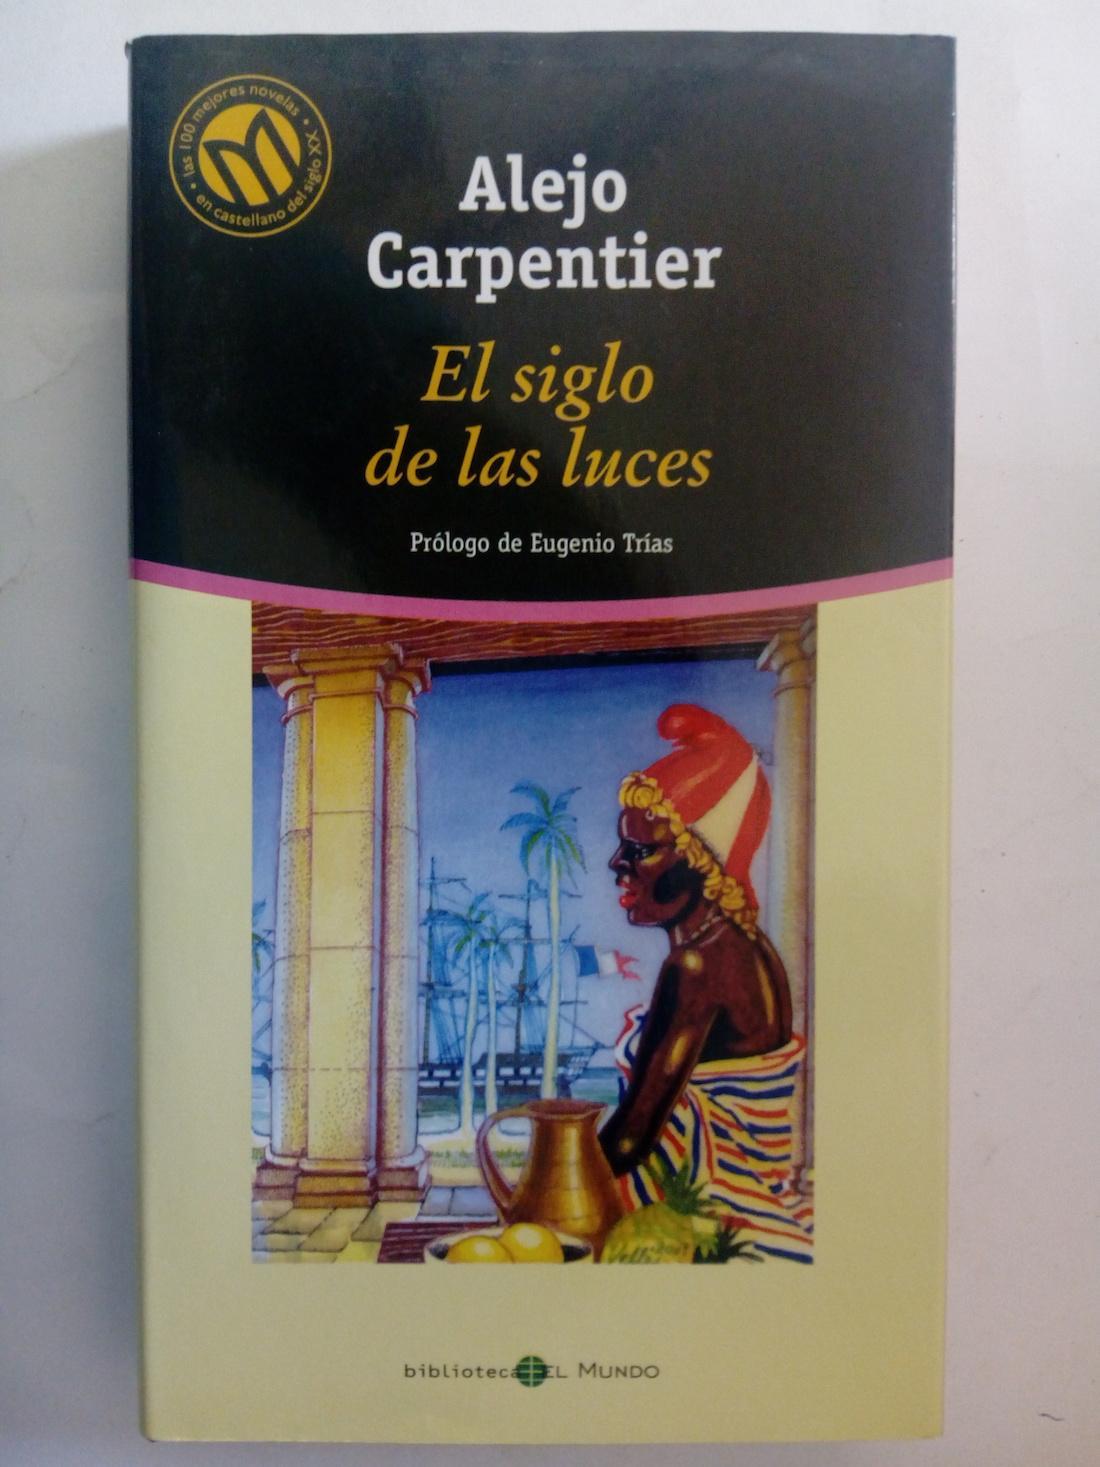 las 100 mejores novelas
en castellano del siglo XX
Alejo
Carpentier
El siglo
de las luces
Prólogo de Eugenio Trías
biblioteca EL MUNDO